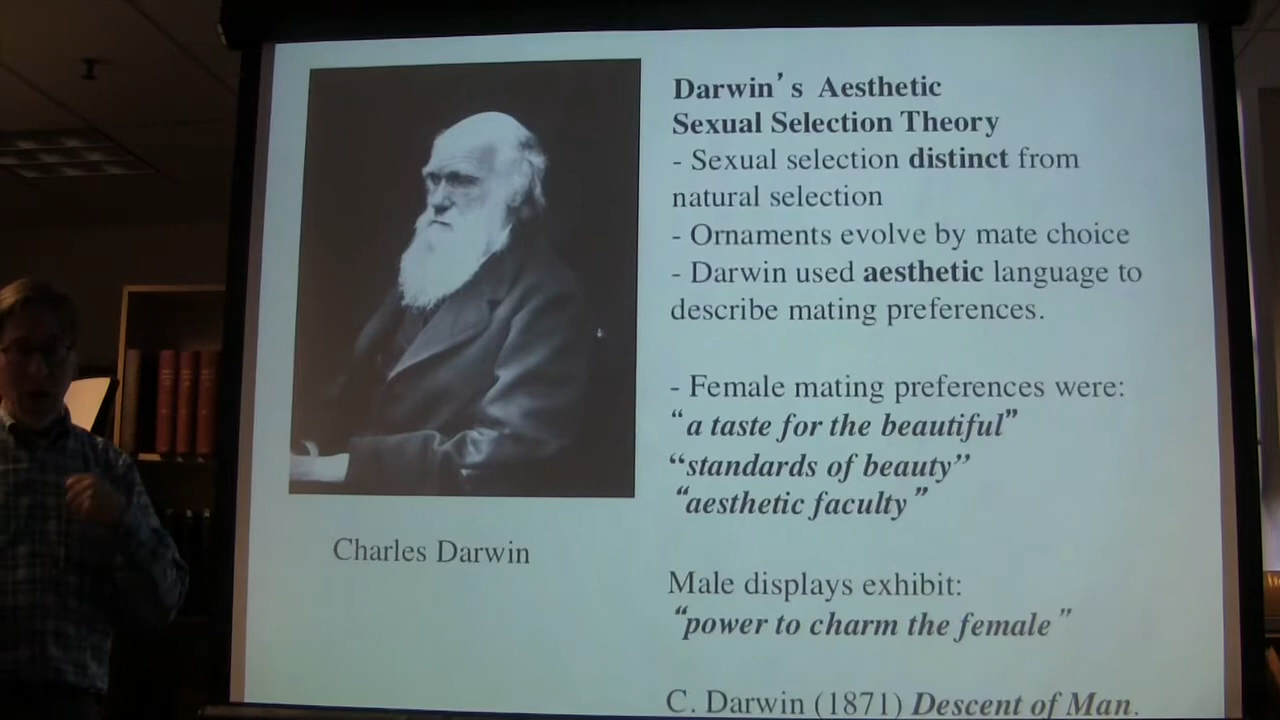 Darwin's Aesthetic
Sexual Selection Theory
- Sexual selection distinct from
natural selection
- Ornaments evolve by mate choice
- Darwin used aesthetic language to
describe mating preferences.
- Female mating preferences were:
“a taste for the beautiful”
“standards of beauty”
“aesthetic faculty”
Charles Darwin
Male displays exhibit:
“power to charm the female”
C. Darwin (1871) Descent of Man.